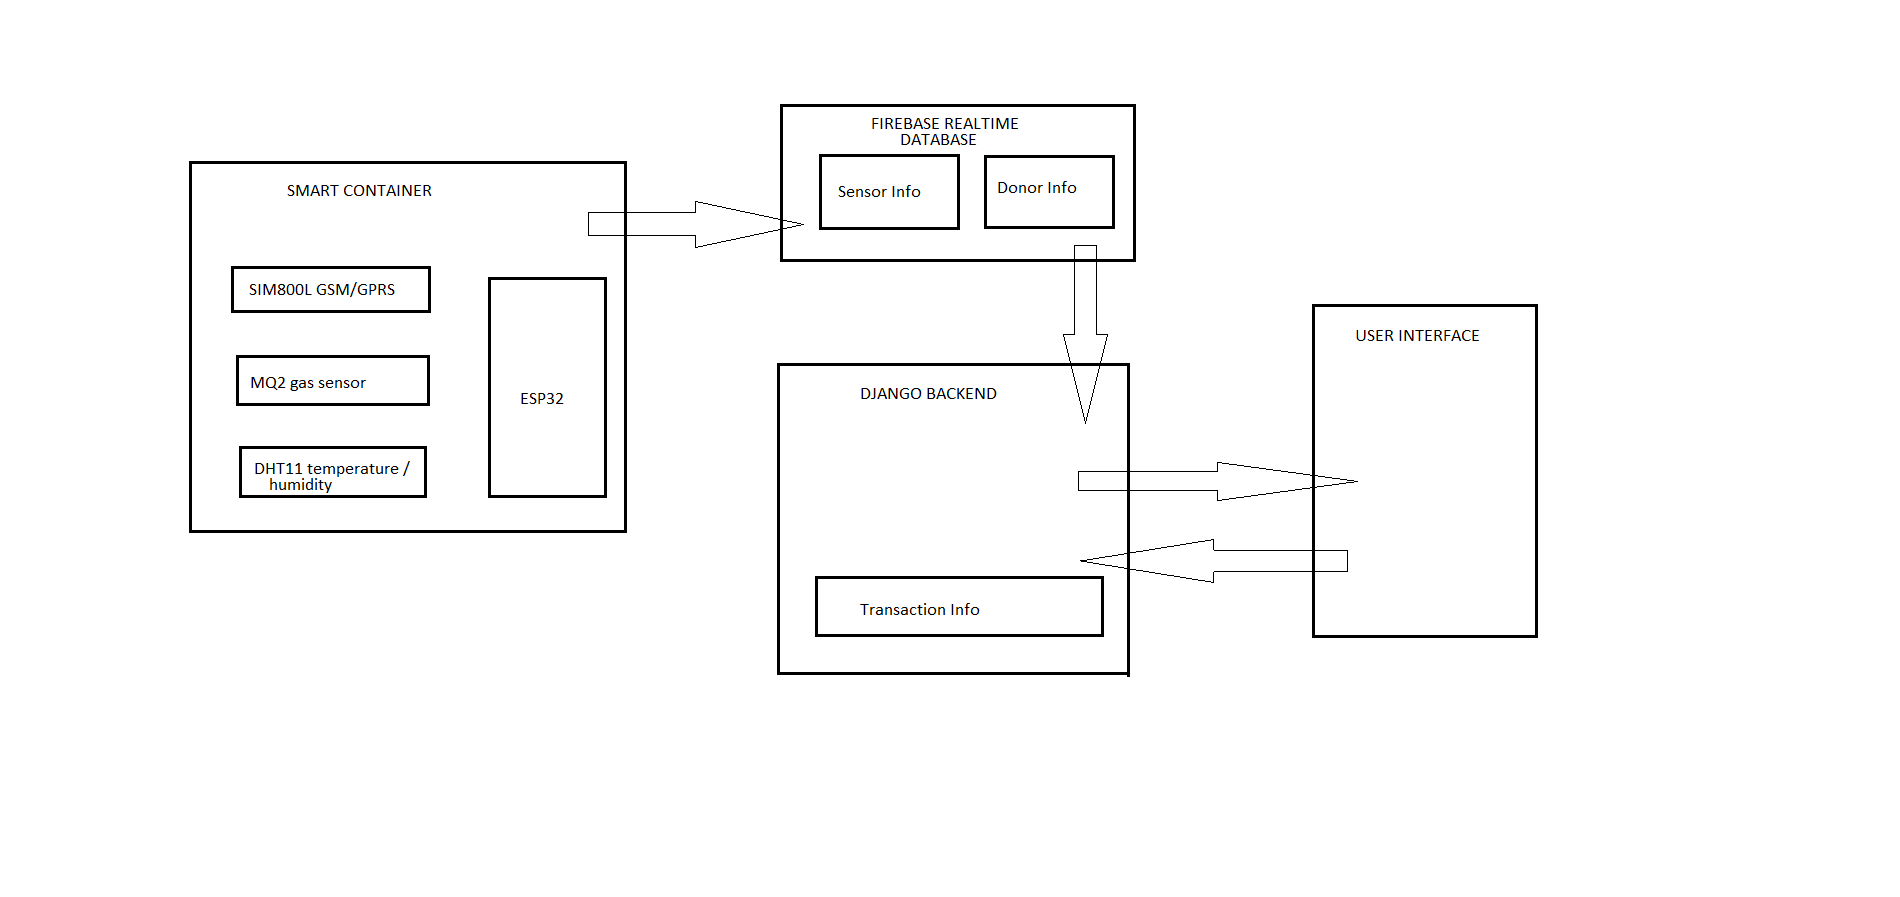 SMART CONTAINER
SIM800L GSM/GPRS
MQ2 gas sensor
DHT11 temperature /
humidity
ESP32
FIREBASE REALTIME
DATABASE
Sensor Info
Donor Info
DJANGO BACKEND
Transaction Info
USER INTERFACE